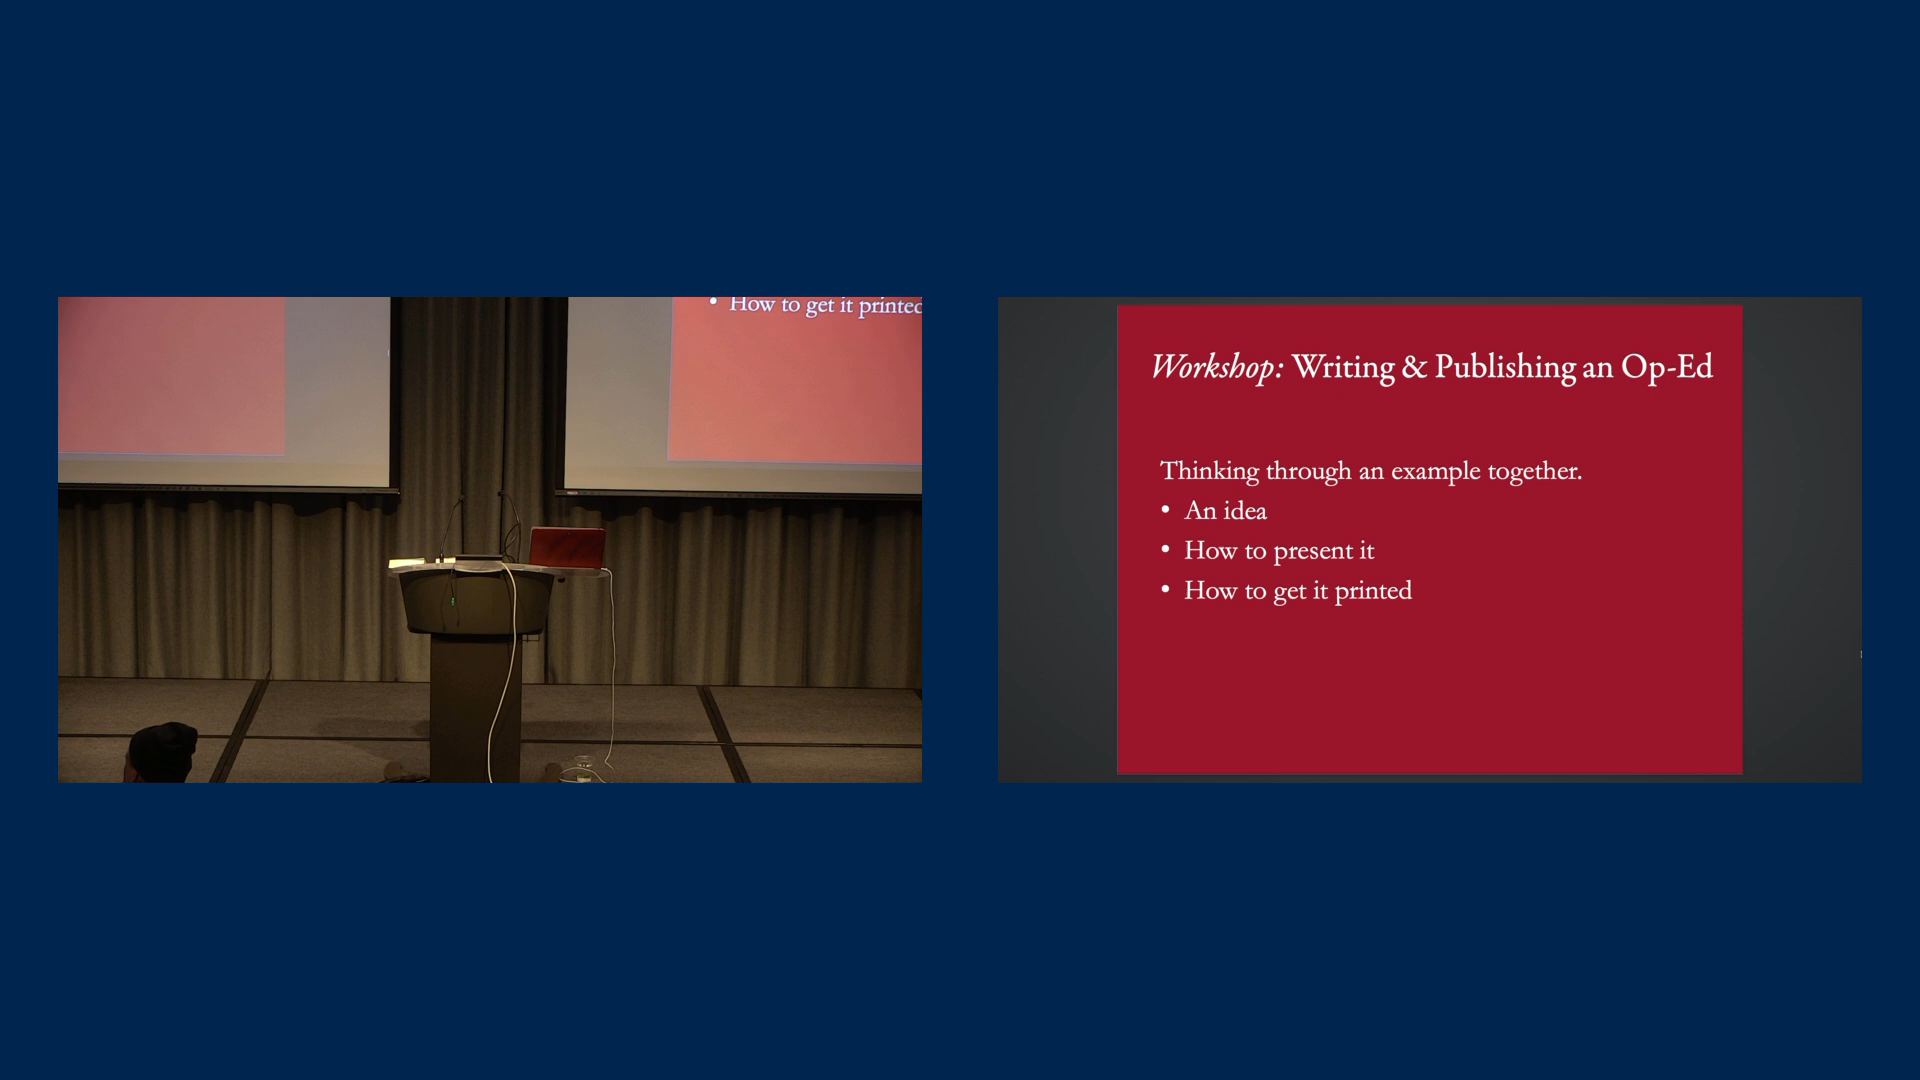 How to get it printed
Workshop: Writing & Publishing an Op-Ed
Thinking through an example together.
• An idea
• How to present it
• How to get it printed